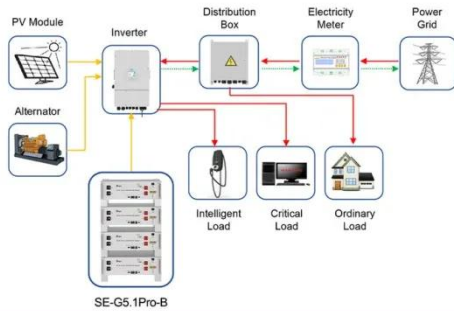 PV Module
Inverter
Distribution
Box
Electricity
Meter
Power
Grid
Alternator
Intelligent
Load
Critical
Load
Ordinary
Load
SE-G5.1Pro-B